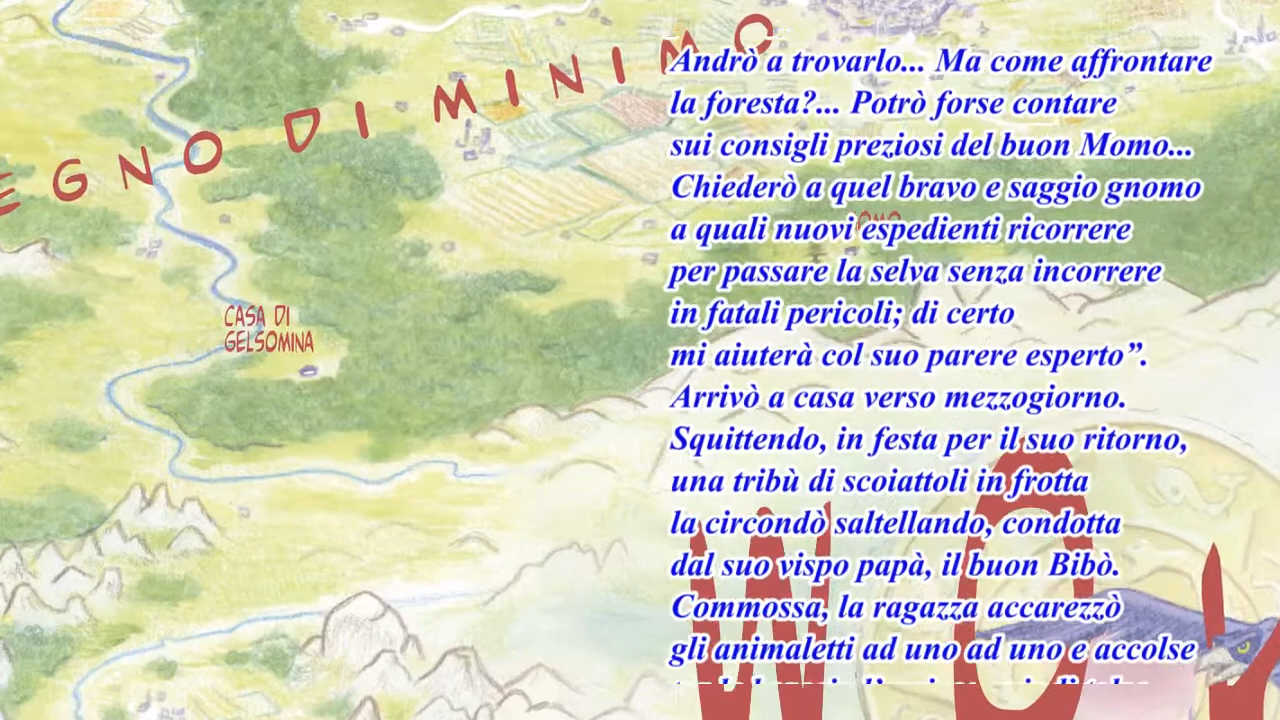 EGNO DI MINIMO
CASA DI
GELSOMINA
Andrò a trovarlo... Ma come affrontare
la foresta?... Potrò forse contare
sui consigli preziosi del buon Momo...
Chiederò a quel bravo e saggio gnomo
a quali nuovi espedienti ricorrere
per passare la selva senza incorrere
in fatali pericoli; di certo
mi aiuterà col suo parere esperto”.
Arrivò a casa verso mezzogiorno.
Squittendo, in festa per il suo ritorno,
una tribù di scoiattoli in frotta
la circondò saltellando, condotta
dal suo vispo papà, il buon Bibò.
Commossa, la ragazza accarezzò
gli animaletti ad uno ad uno e accolse